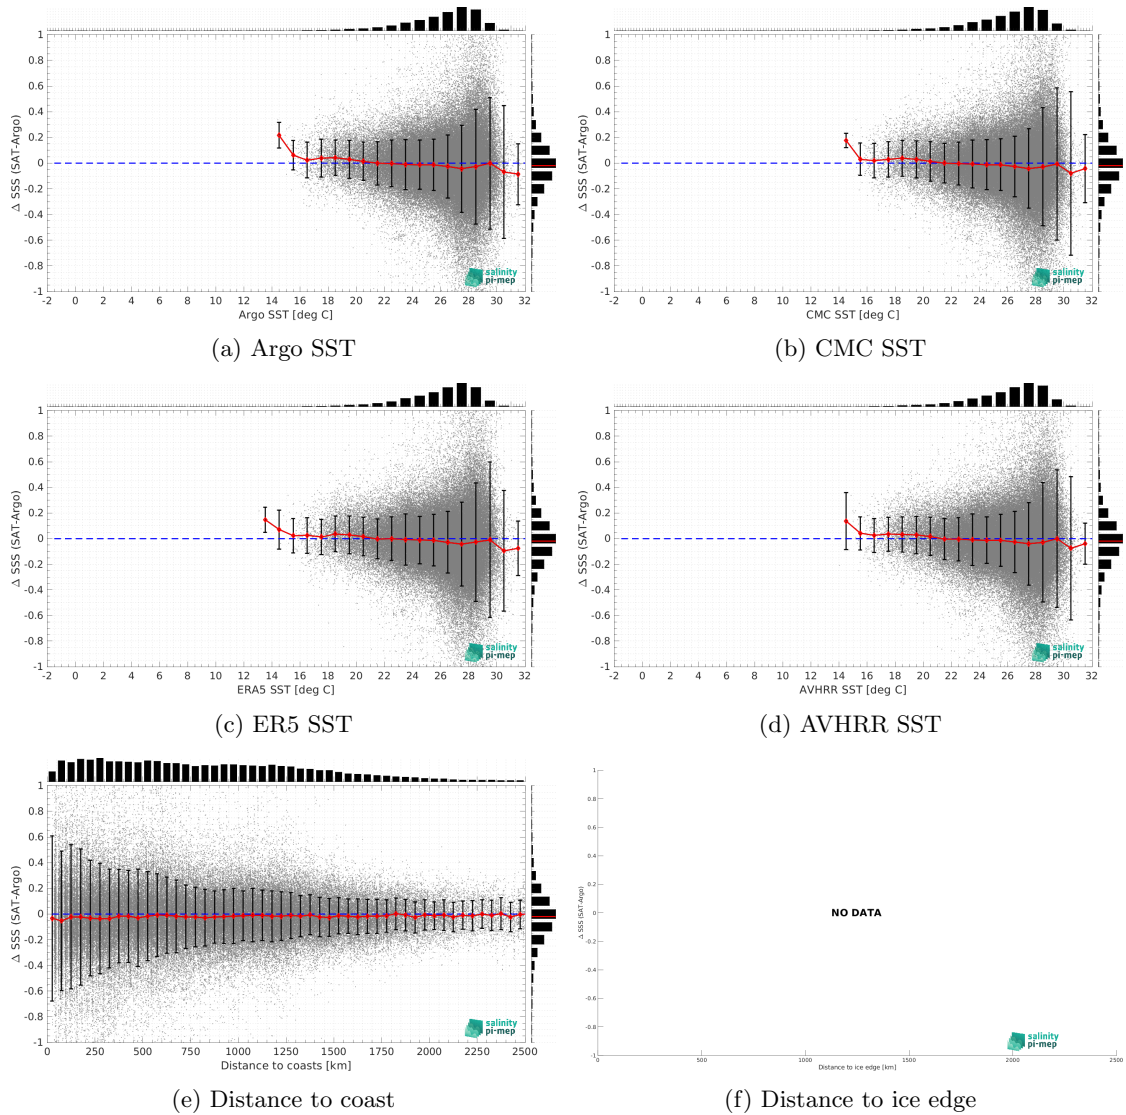 1
0.8
0.6
0.4
0.2
0
-0.2
-0.4
-0.6
-0.8
-1
Δ SSS (SAT-Argo)
-2 0 2 4 6 8 10 12 14 16 18 20 22 24 26 28 30 32
Argo SST [deg C]
salinity
pi-mep
(a) Argo SST
1
0.8
0.6
0.4
0.2
0
-0.2
-0.4
-0.6
-0.8
-1
Δ SSS (SAT-Argo)
-2 0 2 4 6 8 10 12 14 16 18 20 22 24 26 28 30 32
CMC SST [deg C]
salinity
pi-mep
(b) CMC SST
1
0.8
0.6
0.4
0.2
0
-0.2
-0.4
-0.6
-0.8
-1
Δ SSS (SAT-Argo)
-2 0 2 4 6 8 10 12 14 16 18 20 22 24 26 28 30 32
ERA5 SST [deg C]
salinity
pi-mep
(c) ER5 SST
1
0.8
0.6
0.4
0.2
0
-0.2
-0.4
-0.6
-0.8
-1
Δ SSS (SAT-Argo)
-2 0 2 4 6 8 10 12 14 16 18 20 22 24 26 28 30 32
AVHRR SST [deg C]
salinity
pi-mep
(d) AVHRR SST
1
0.8
0.6
0.4
0.2
0
-0.2
-0.4
-0.6
-0.8
-1
Δ SSS (SAT-Argo)
0 250 500 750 1000 1250 1500 1750 2000 2250 2500
Distance to coasts [km]
salinity
pi-mep
(e) Distance to coast
1
0.8
0.6
0.4
0.2
0
-0.2
-0.4
-0.6
-0.8
-1
Δ SSS (SAT-Argo)
NO DATA
0 500 1000 1500 2000 2500
Distance to ice edge [km]
salinity
pi-mep
(f) Distance to ice edge